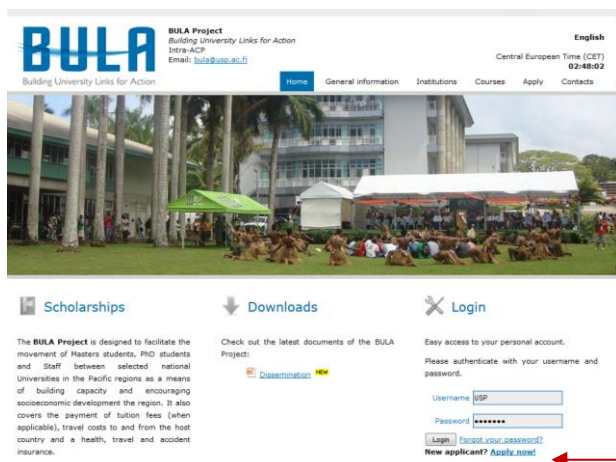 BULA
Building University Links for Action
BULA Project
Building University Links for Action
Intra-ACP
Email: bula@usp.ac.fj
English
Central European Time (CET)
02:48:02
Home General information Institutions Courses Apply Contacts
Scholarships
The BULA Project is designed to facilitate the
movement of Masters students, PhD students
and Staff between selected national
Universities in the Pacific regions as a means
of building capacity and encouraging
socioeconomic development the region. It also
covers the payment of tuition fees (when
applicable), travel costs to and from the host
country and a health, travel and accident
insurance.
Downloads
Check out the latest documents of the BULA
Project:
Dissemination NEW
Login
Easy access to your personal account.
Please authenticate with your username and
password.
Username USP
Password •••••••
Login Forgot your password?
New applicant? Apply now!